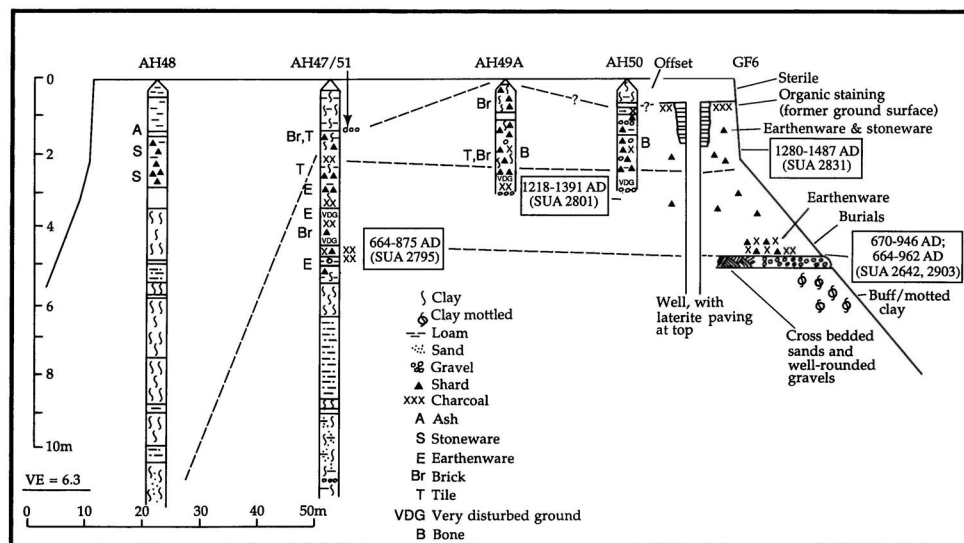 AH48
AH47/51
AH49A
AH50
Offset
GF6
0
2
4
6
8
10m
A
S
S
Br,T
T
E
E
VDG
Br
VDG
E
Br
T,Br
B
VDG
B
VDG
?
?
Sterile
Organic staining
(former ground surface)
Earthenware & stoneware
1280-1487 AD
(SUA 2831)
1218-1391 AD
(SUA 2801)
664-875 AD
(SUA 2795)
Earthenware
Burials
670-946 AD;
664-962 AD
(SUA 2642, 2903)
Buff/motted
clay
Well, with
laterite paving
at top
Cross bedded
sands and
well-rounded
gravels
Clay
Clay mottled
Loam
Sand
Gravel
Shard
XXX Charcoal
A Ash
S Stoneware
E Earthenware
Br Brick
T Tile
VDG Very disturbed ground
B Bone
VE = 6.3
0 10 20 30 40 50m